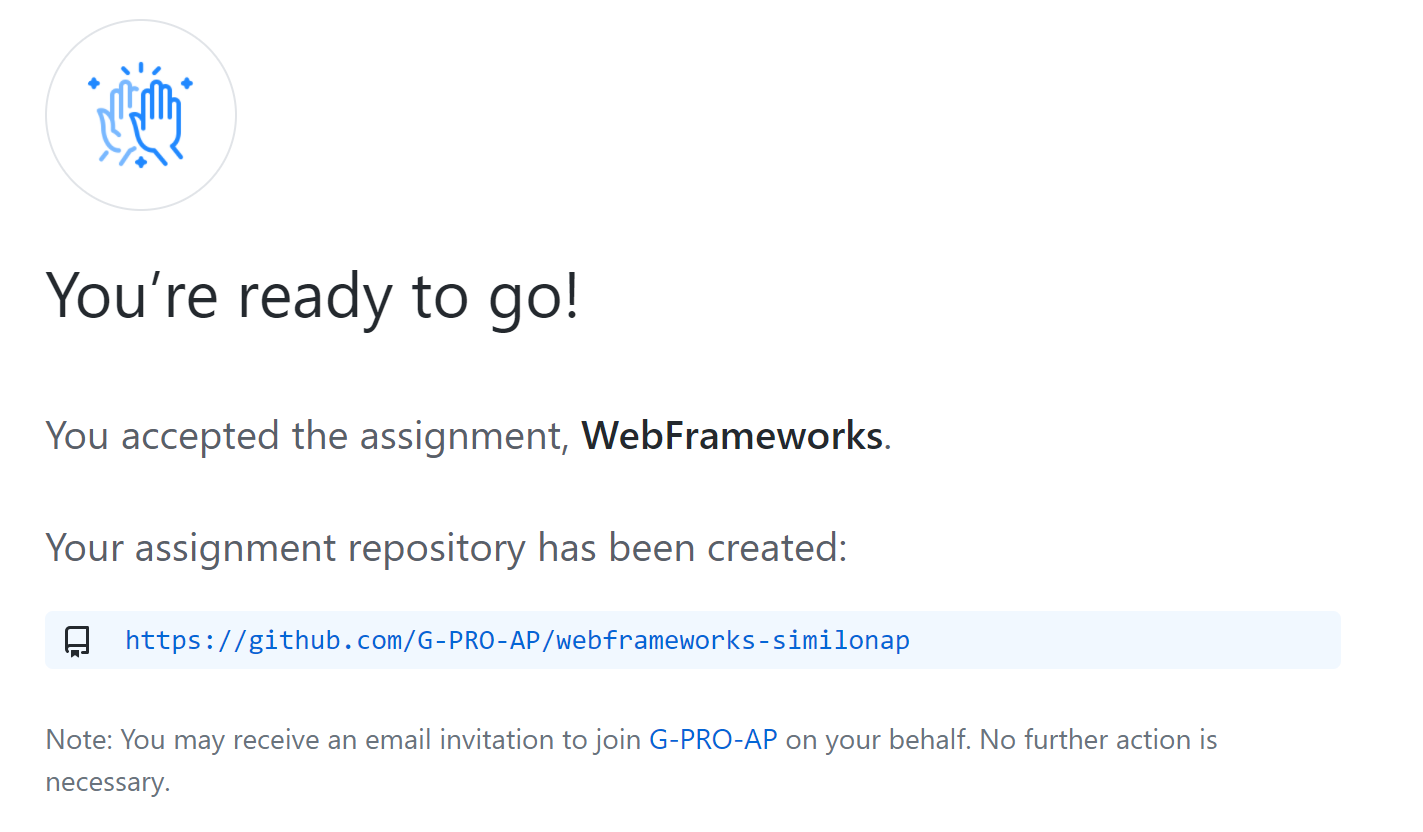 You’re ready to go!
You accepted the assignment, WebFrameworks.
Your assignment repository has been created:
https://github.com/G-PRO-AP/webframeworks-similonap
Note: You may receive an email invitation to join G-PRO-AP on your behalf. No further action is
necessary.